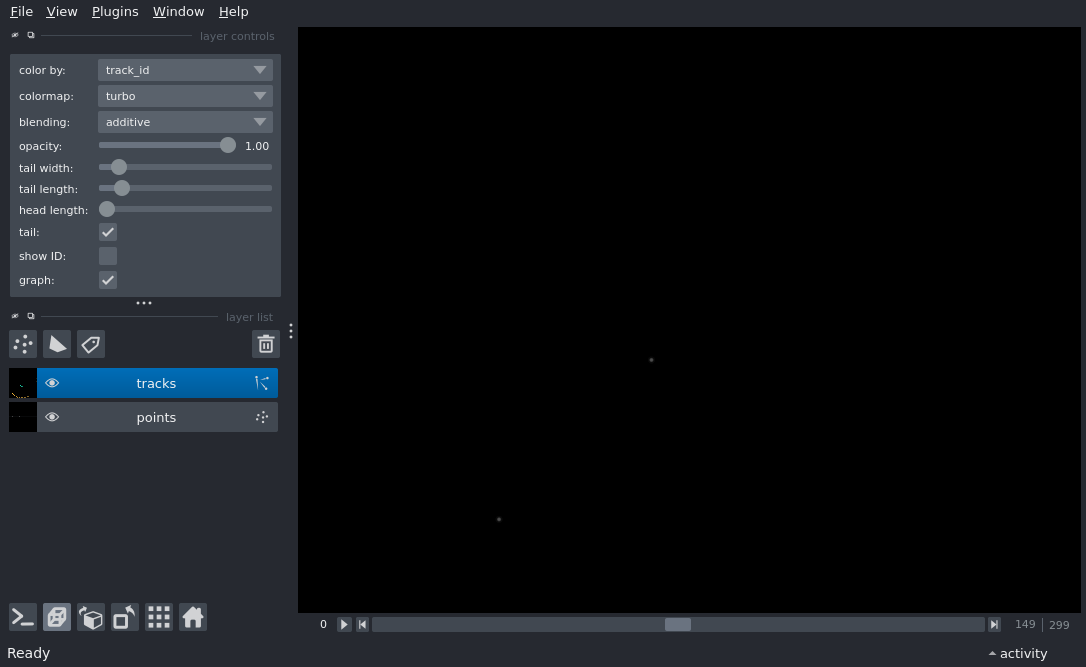 File View Plugins Window Help
layer controls
color by: track_id
colormap: turbo
blending: additive
opacity: 1.00
tail width:
tail length:
head length:
tail:
show ID:
graph:
layer list
tracks
points
0 149 299
Ready activity